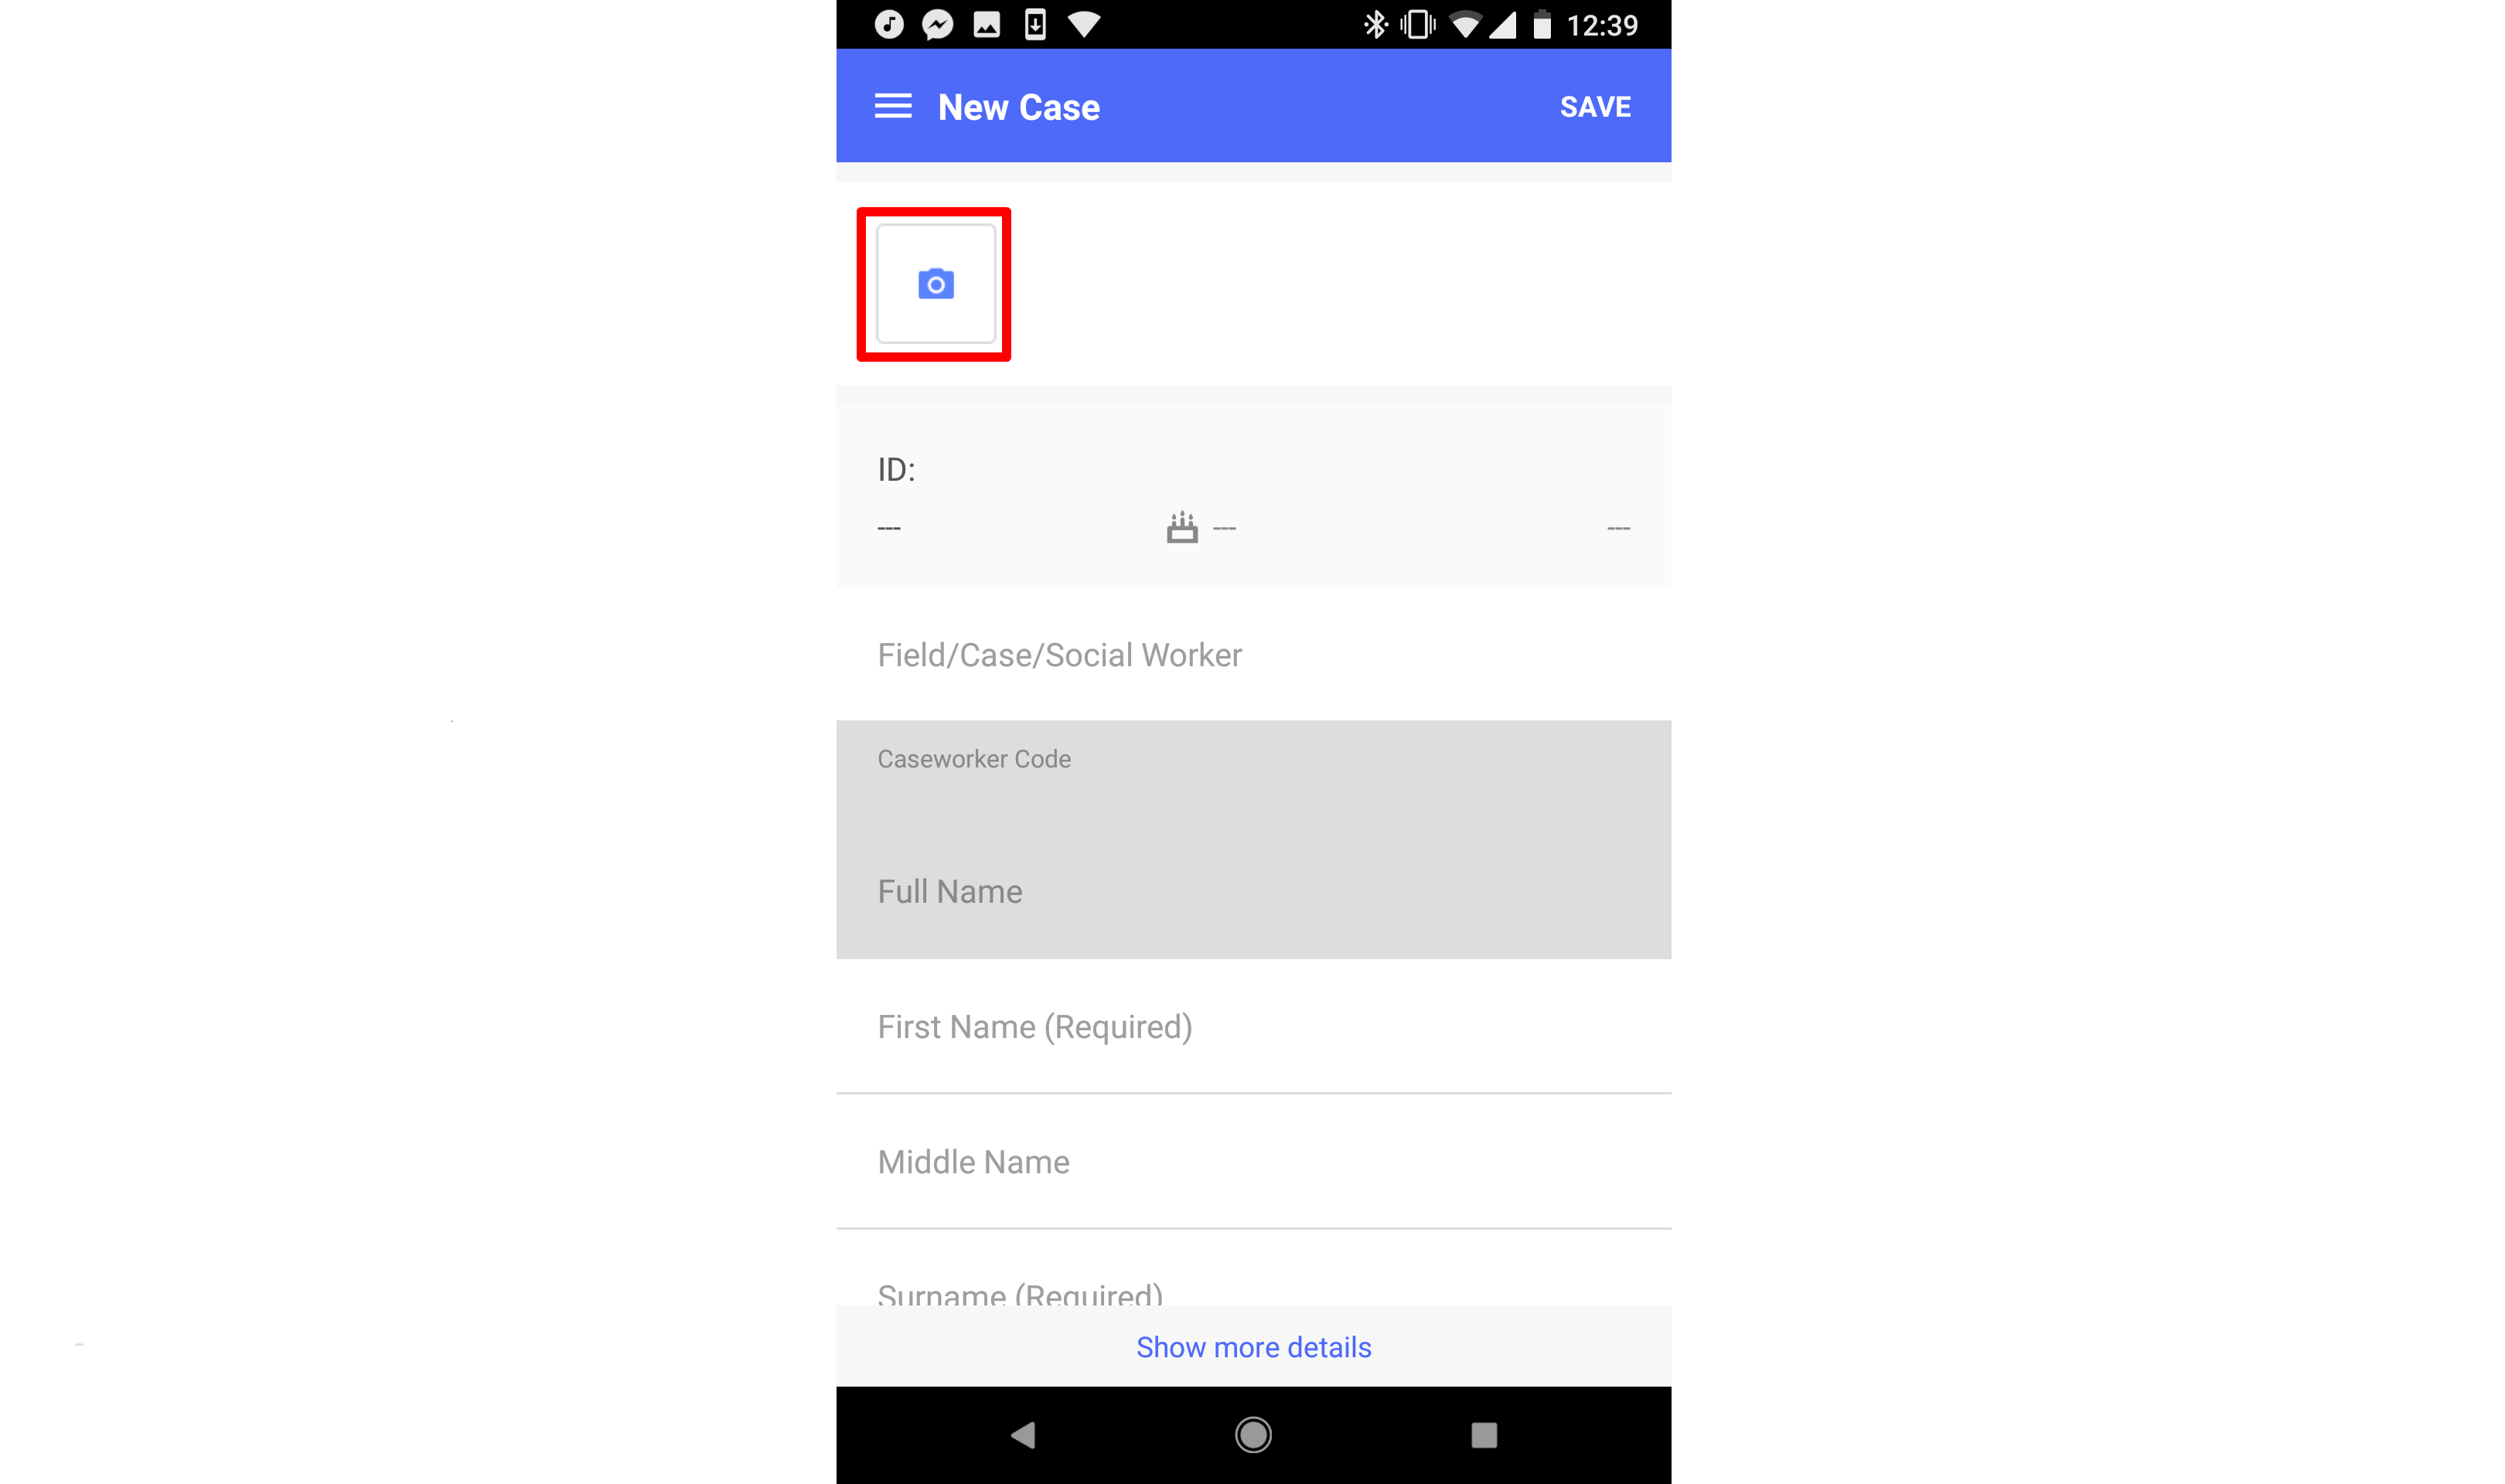 12:39
New Case
SAVE
ID:
--- --- ---
Field/Case/Social Worker
Caseworker Code
Full Name
First Name (Required)
Middle Name
Surname (Required)
Show more details